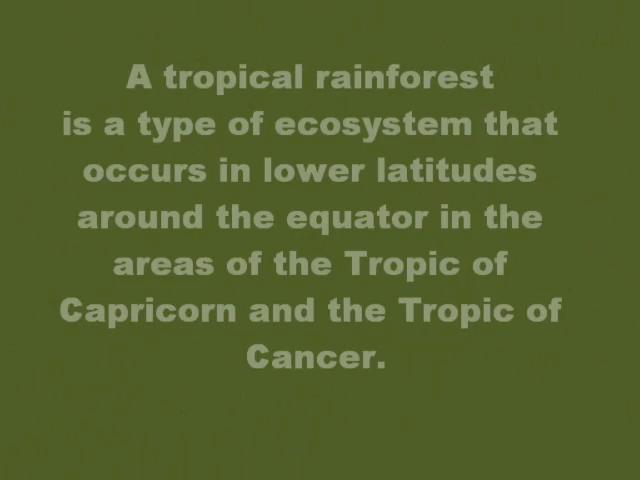 A tropical rainforest
is a type of ecosystem that
occurs in lower latitudes
around the equator in the
areas of the Tropic of
Capricorn and the Tropic of
Cancer.